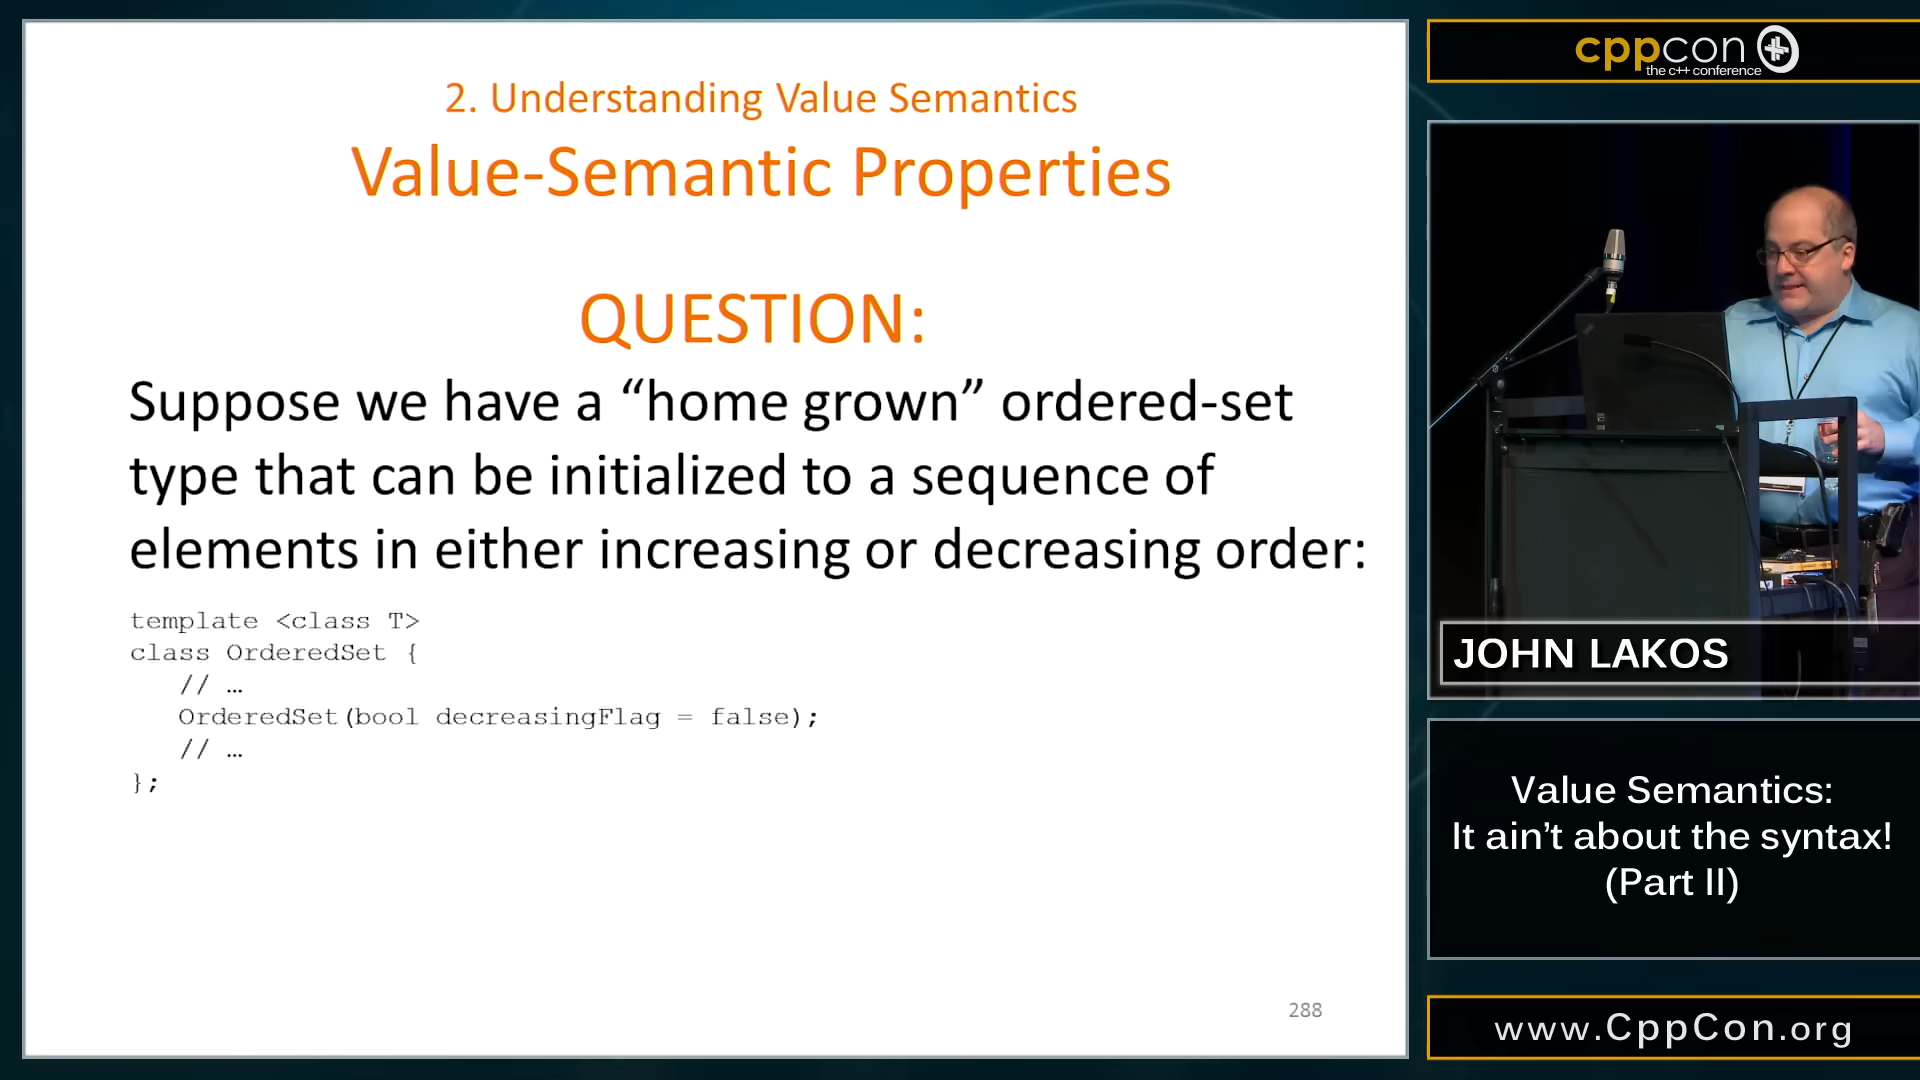 2. Understanding Value Semantics
Value-Semantic Properties
QUESTION:
Suppose we have a “home grown” ordered-set
type that can be initialized to a sequence of
elements in either increasing or decreasing order:
template <class T>
class OrderedSet {
// …
OrderedSet(bool decreasingFlag = false);
// …
};
288
cppcon
the c++ conference
JOHN LAKOS
Value Semantics:
It ain’t about the syntax!
(Part II)
www.CppCon.org